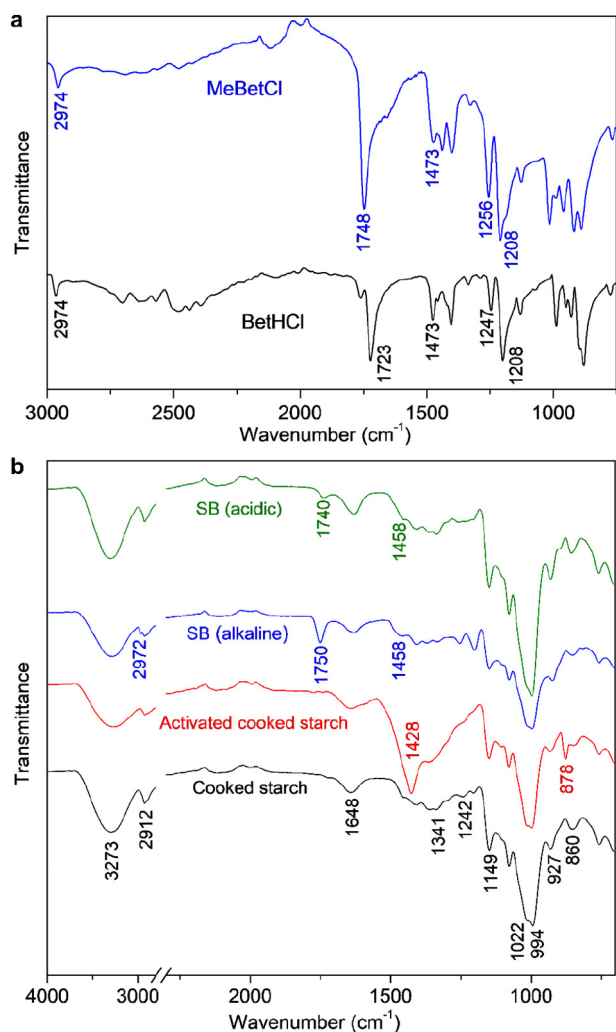 a
MeBetCl
2974
1748
1473
1256
1208
BetHCl
2974
1723
1473
1247
1208
Transmittance
3000 2500 2000 1500 1000
Wavenumber (cm⁻¹)
b
SB (acidic)
1740
1458
SB (alkaline)
2972
1750
1458
Activated cooked starch
1428
878
Cooked starch
3273
2912
1648
1341
1242
1149
1022
994
927
860
Transmittance
4000 3000 2000 1500 1000
Wavenumber (cm⁻¹)